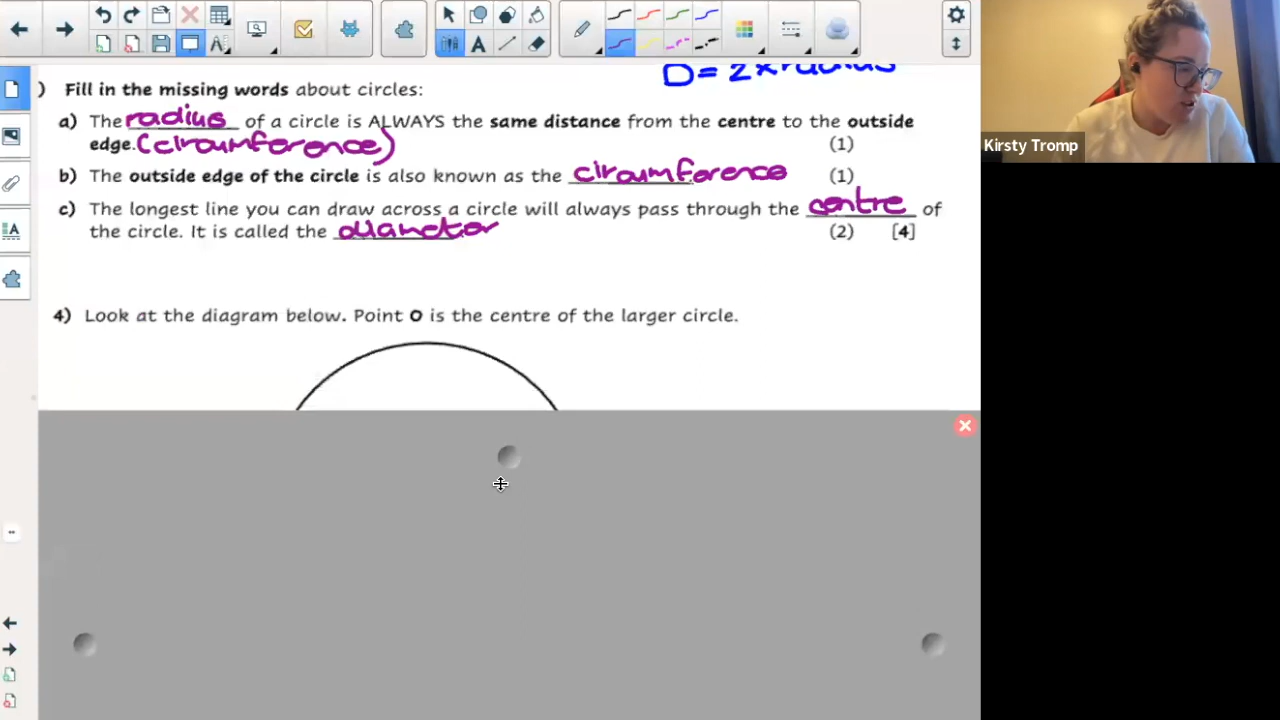 D = 2 x radius
) Fill in the missing words about circles:
a) The radius of a circle is ALWAYS the same distance from the centre to the outside
edge. (circumference) (1)
b) The outside edge of the circle is also known as the circumference (1)
c) The longest line you can draw across a circle will always pass through the centre of
the circle. It is called the diameter (2) [4]
4) Look at the diagram below. Point O is the centre of the larger circle.
Kirsty Tromp